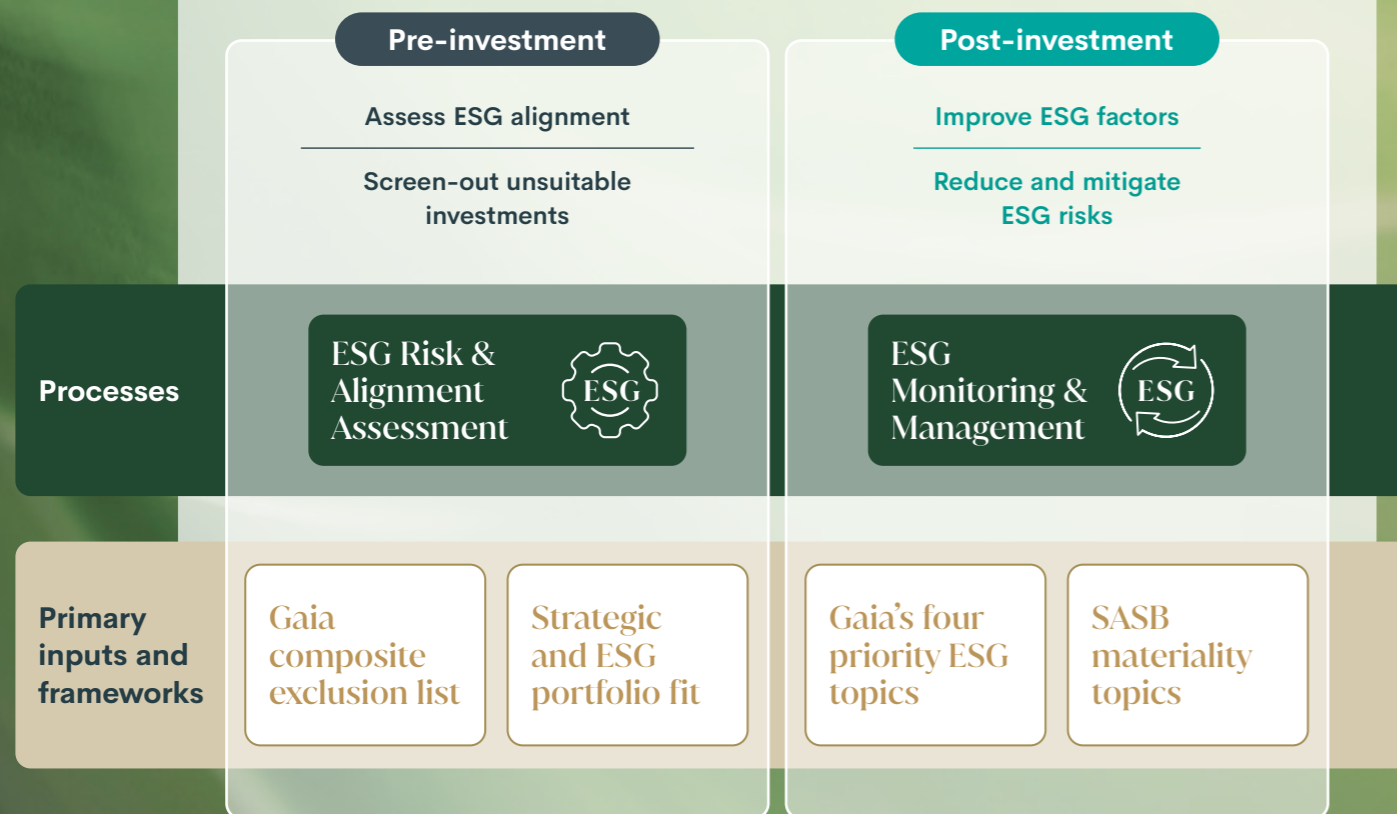 Pre-investment
Assess ESG alignment
Screen-out unsuitable
investments
Post-investment
Improve ESG factors
Reduce and mitigate
ESG risks
Processes
ESG Risk &
Alignment
Assessment
ESG
ESG
Monitoring &
Management
ESG
Primary
inputs and
frameworks
Gaia
composite
exclusion list
Strategic
and ESG
portfolio fit
Gaia’s four
priority ESG
topics
SASB
materiality
topics